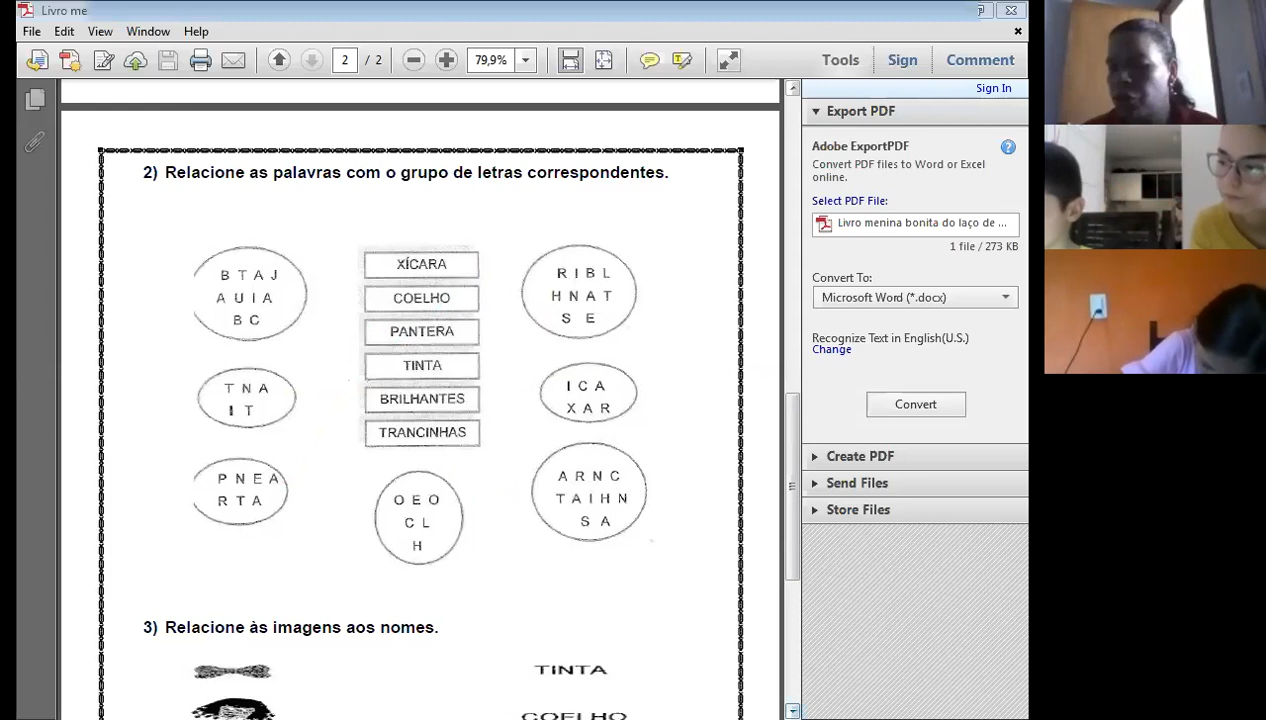 Livro me
File Edit View Window Help
2 / 2 79,9% Tools Sign Comment
Sign In
Export PDF
Adobe ExportPDF
Convert PDF files to Word or Excel
online.
Select PDF File:
Livro menina bonita do laço de ...
1 file / 273 KB
Convert To:
Microsoft Word (*.docx)
Recognize Text in English(U.S.)
Change
Convert
Create PDF
Send Files
Store Files
2) Relacione as palavras com o grupo de letras correspondentes.
B T A J
A U I A
B C
T N A
I T
P N E A
R T A
XÍCARA
COELHO
PANTERA
TINTA
BRILHANTES
TRANCINHAS
O E O
C L
H
R I B L
H N A T
S E
I C A
X A R
A R N C
T A I H N
S A
3) Relacione às imagens aos nomes.
TINTA
COELHO